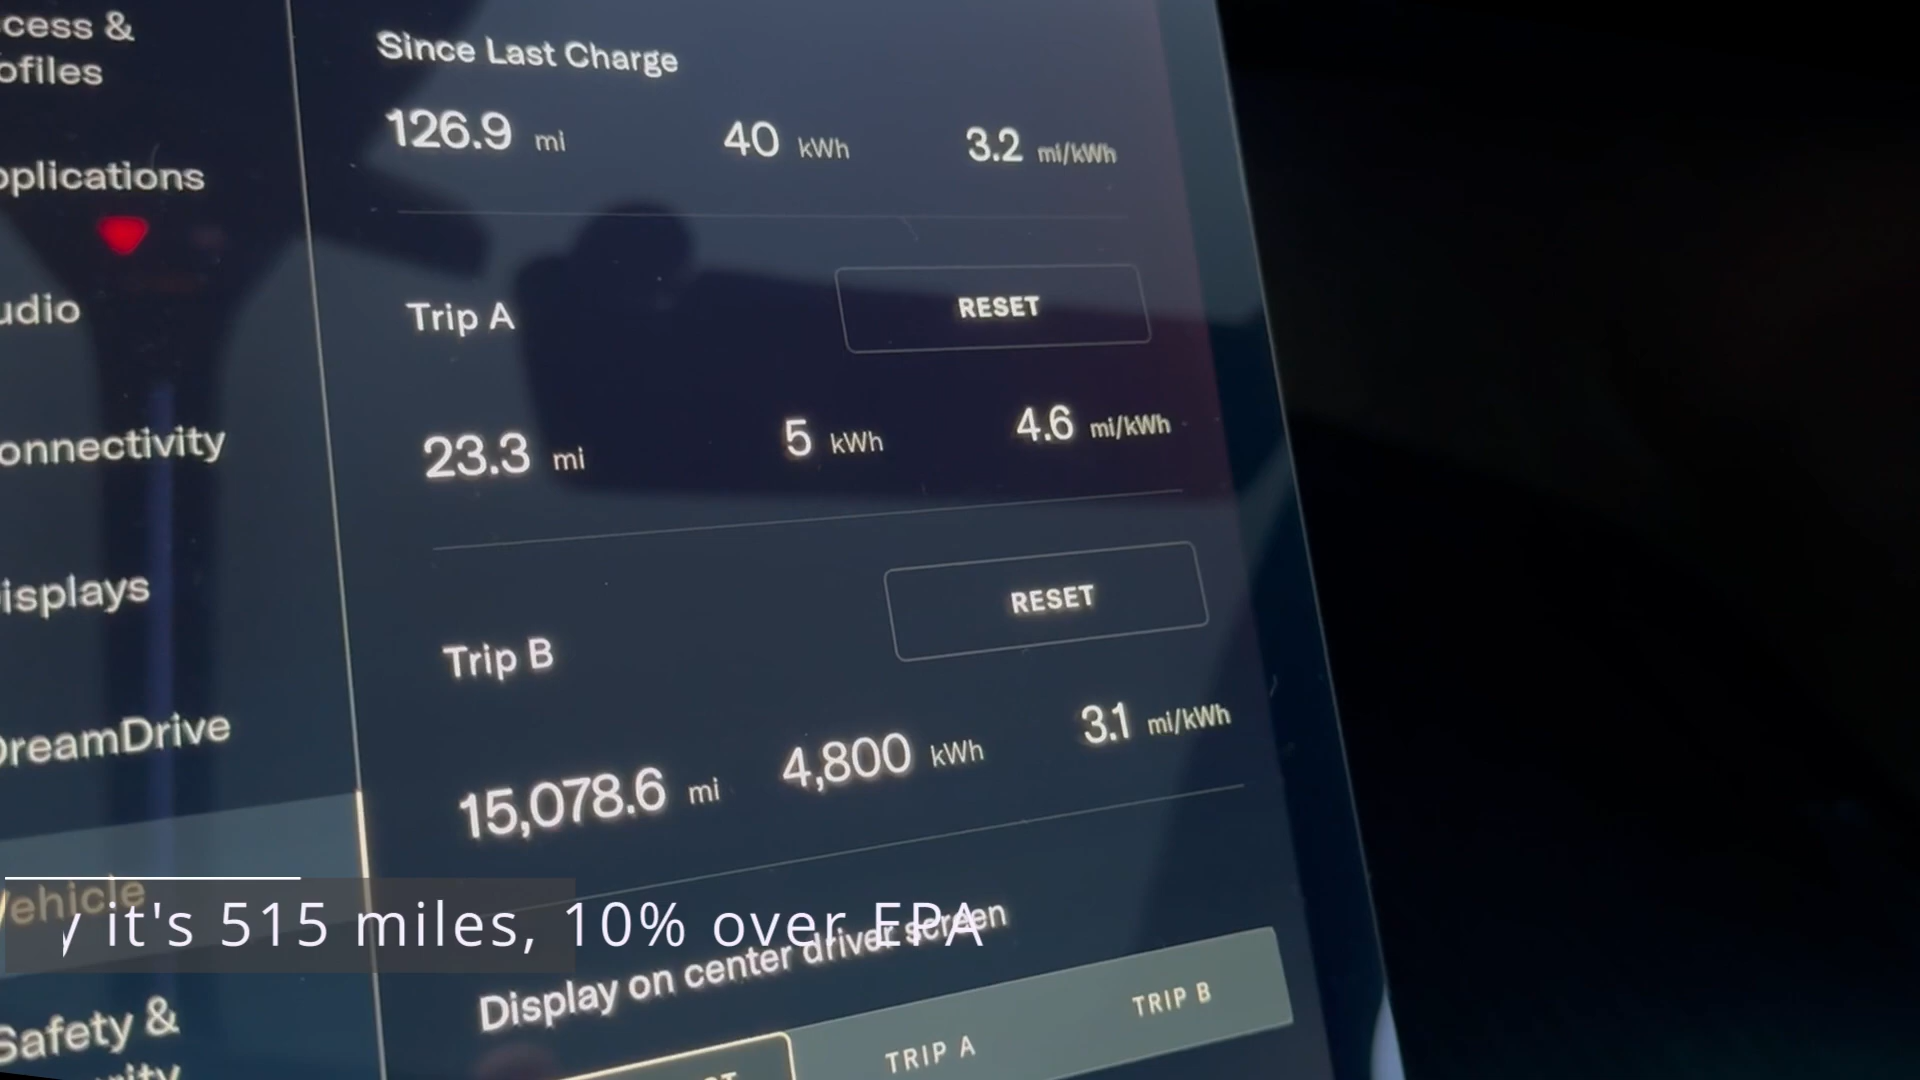 cess &
ofiles
pplications
udio
onnectivity
isplays
DreamDrive
Vehicle
Safety &
Since Last Charge
126.9 mi 40 kWh 3.2 mi/kWh
Trip A RESET
23.3 mi 5 kWh 4.6 mi/kWh
Trip B RESET
15,078.6 mi 4,800 kWh 3.1 mi/kWh
Display on center driver screen
TRIP A TRIP B
y it's 515 miles, 10% over EPA